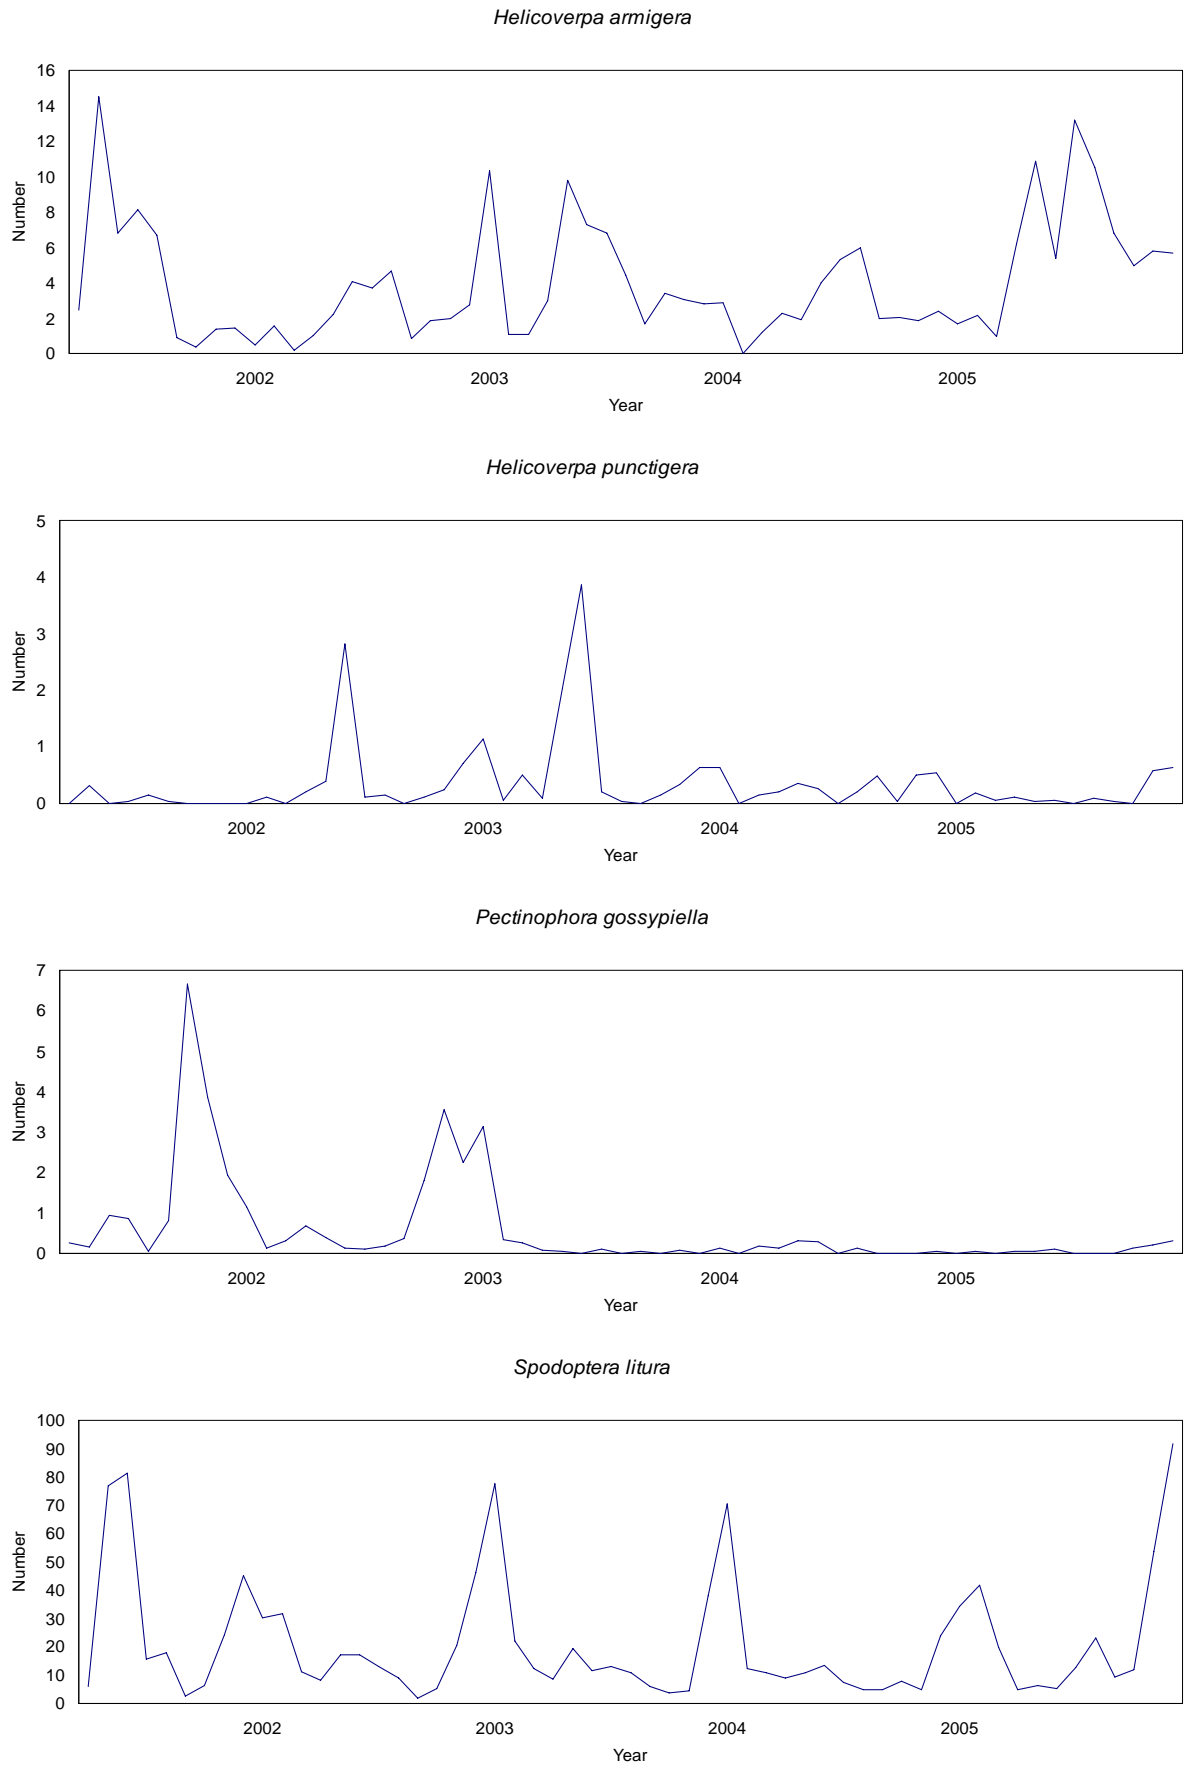 Helicoverpa armigera
16
14
12
10
8
6
4
2
0
Number
2002 2003 2004 2005
Year
Helicoverpa punctigera
5
4
3
2
1
0
Number
2002 2003 2004 2005
Year
Pectinophora gossypiella
7
6
5
4
3
2
1
0
Number
2002 2003 2004 2005
Year
Spodoptera litura
100
90
80
70
60
50
40
30
20
10
0
Number
2002 2003 2004 2005
Year